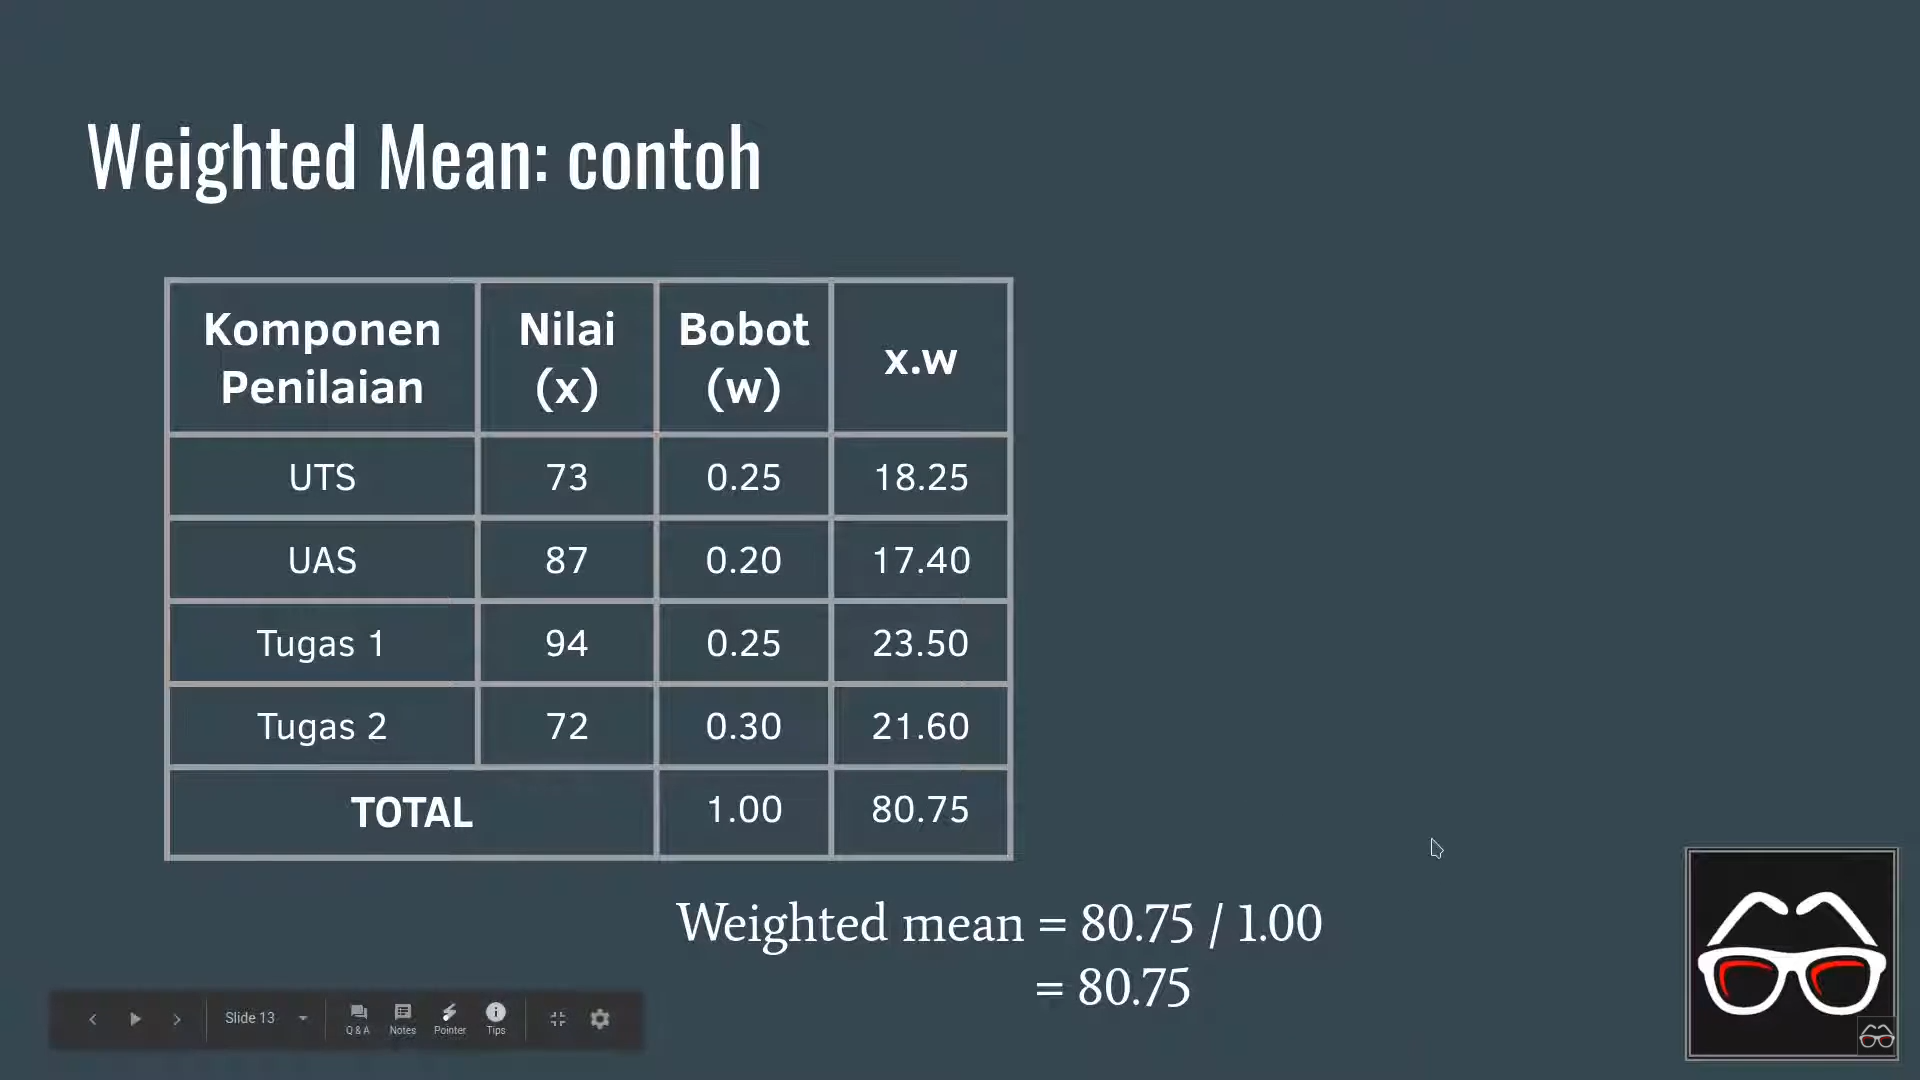 Weighted Mean: contoh
Komponen Penilaian Nilai (x) Bobot (w) x.w
UTS 73 0.25 18.25
UAS 87 0.20 17.40
Tugas 1 94 0.25 23.50
Tugas 2 72 0.30 21.60
TOTAL 1.00 80.75
Weighted mean = 80.75 / 1.00
= 80.75
Slide 13 Q & A Notes Pointer Tips